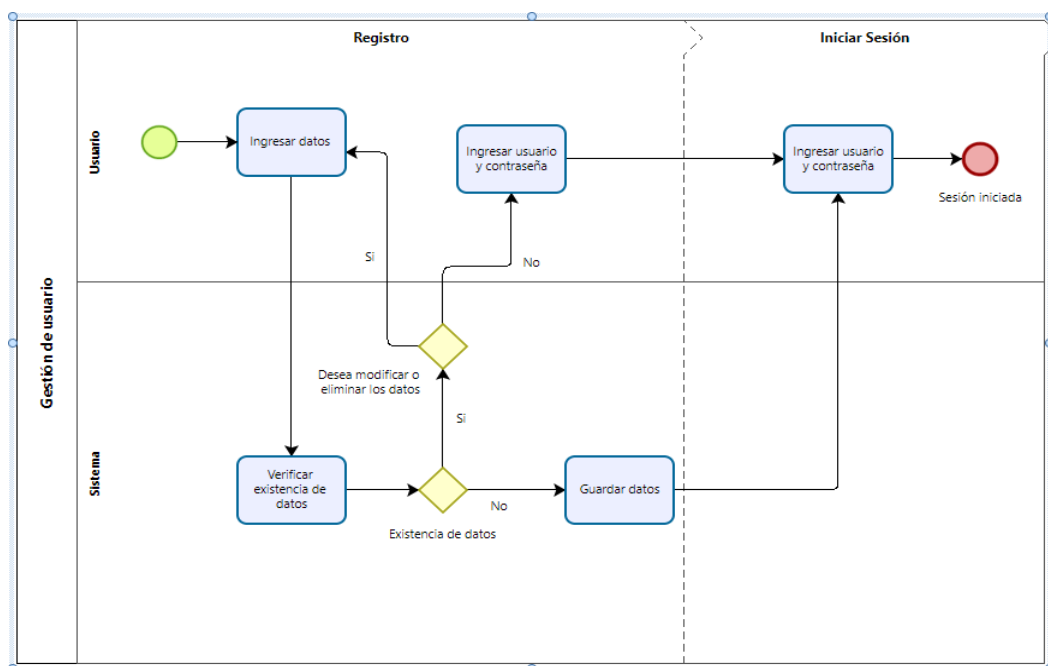 Registro
Iniciar Sesión
Gestión de usuario
Usuario
Ingresar datos
Ingresar usuario
y contraseña
Ingresar usuario
y contraseña
Sesión iniciada
Si
No
Sistema
Desea modificar o
eliminar los datos
Si
Verificar
existencia de
datos
Existencia de datos
No
Guardar datos